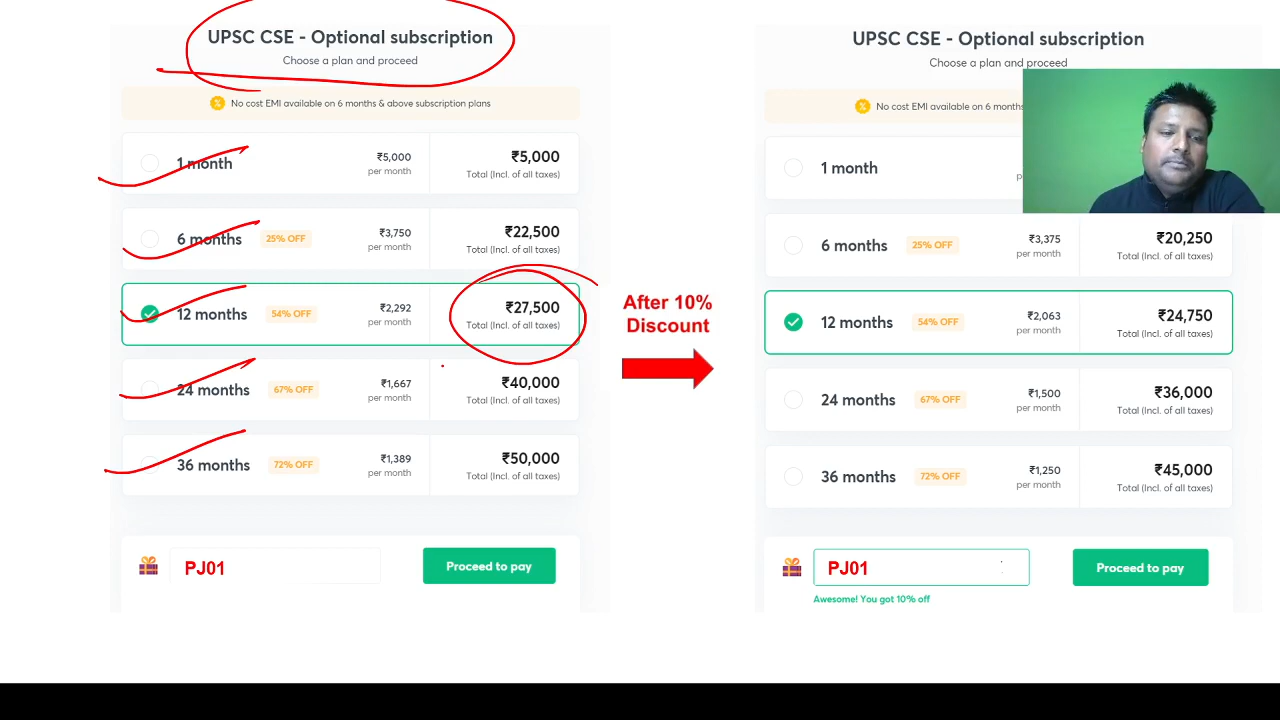 UPSC CSE - Optional subscription
Choose a plan and proceed
No cost EMI available on 6 months & above subscription plans
1 month
₹5,000
per month
₹5,000
Total (Incl. of all taxes)
6 months
25% OFF
₹3,750
per month
₹22,500
Total (Incl. of all taxes)
12 months
54% OFF
₹2,292
per month
₹27,500
Total (Incl. of all taxes)
24 months
67% OFF
₹1,667
per month
₹40,000
Total (Incl. of all taxes)
36 months
72% OFF
₹1,389
per month
₹50,000
Total (Incl. of all taxes)
PJ01
Proceed to pay
After 10%
Discount
UPSC CSE - Optional subscription
Choose a plan and proceed
No cost EMI available on 6 months
1 month
6 months
25% OFF
₹3,375
per month
₹20,250
Total (Incl. of all taxes)
12 months
54% OFF
₹2,063
per month
₹24,750
Total (Incl. of all taxes)
24 months
67% OFF
₹1,500
per month
₹36,000
Total (Incl. of all taxes)
36 months
72% OFF
₹1,250
per month
₹45,000
Total (Incl. of all taxes)
PJ01
Proceed to pay
Awesome! You got 10% off